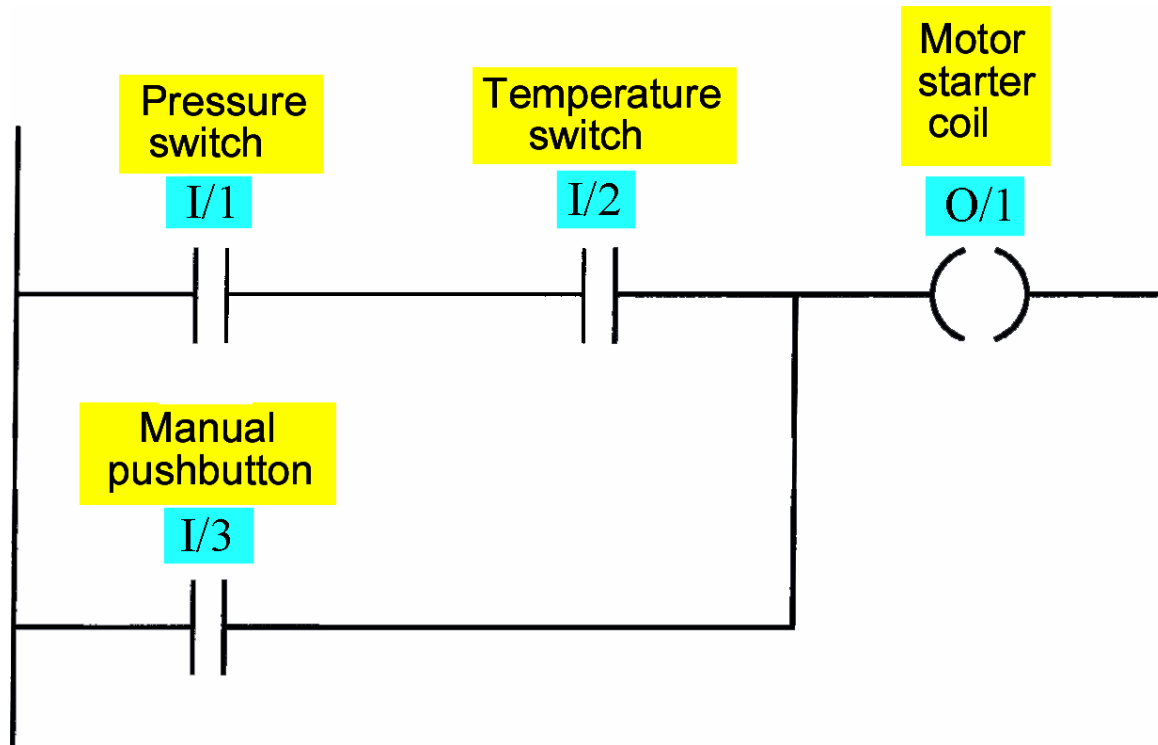 Pressure
switch
I/1
Temperature
switch
I/2
Motor
starter
coil
O/1
Manual
pushbutton
I/3